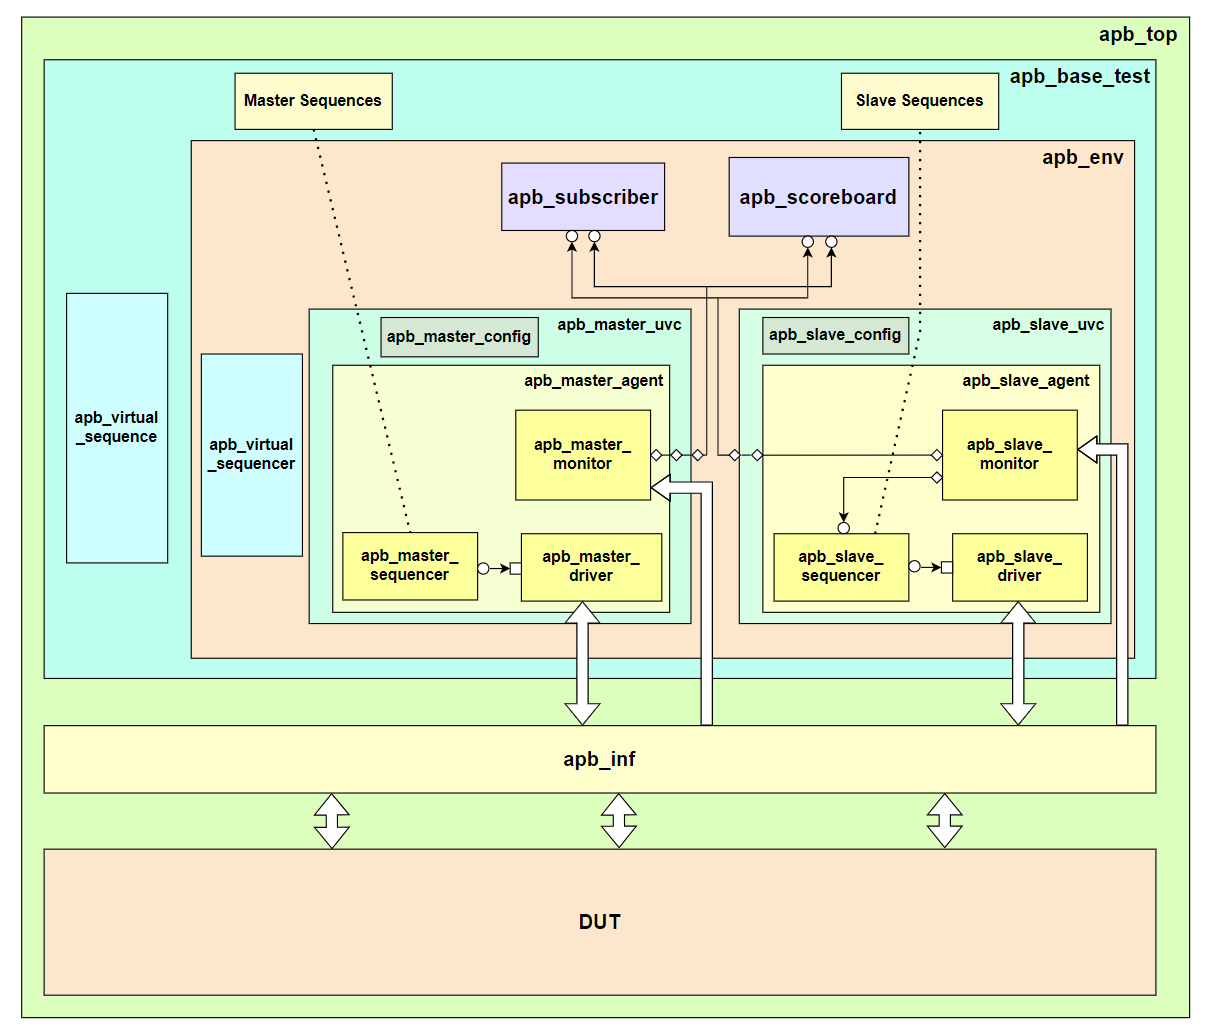 apb_top
apb_base_test
Master Sequences
Slave Sequences
apb_env
apb_subscriber
apb_scoreboard
apb_master_uvc
apb_slave_uvc
apb_master_config
apb_slave_config
apb_master_agent
apb_slave_agent
apb_virtual
_sequence
apb_virtual
_sequencer
apb_master_
monitor
apb_slave_
monitor
apb_master_
sequencer
apb_master_
driver
apb_slave_
sequencer
apb_slave_
driver
apb_inf
DUT